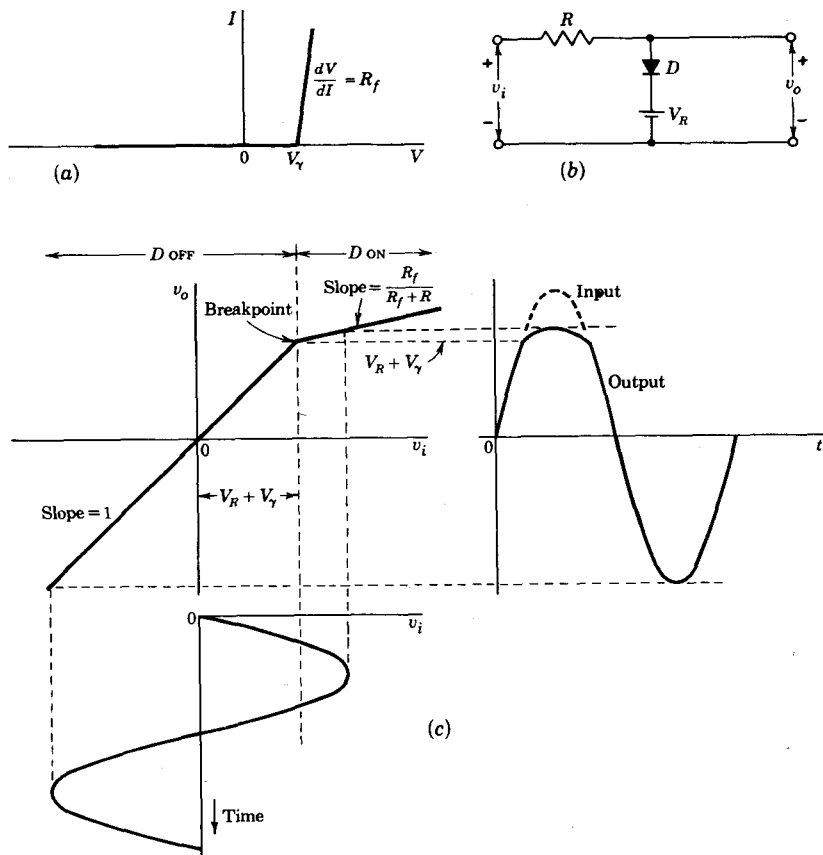 I
dV/dI = R_f
0
V_γ
V
(a)
R
+
v_i
-
D
V_R
+
v_o
-
(b)
D OFF
D ON
v_o
Slope = R_f/(R_f + R)
Breakpoint
V_R + V_γ
0
v_i
V_R + V_γ
Slope = 1
Input
Output
0
t
0
v_i
Time
(c)